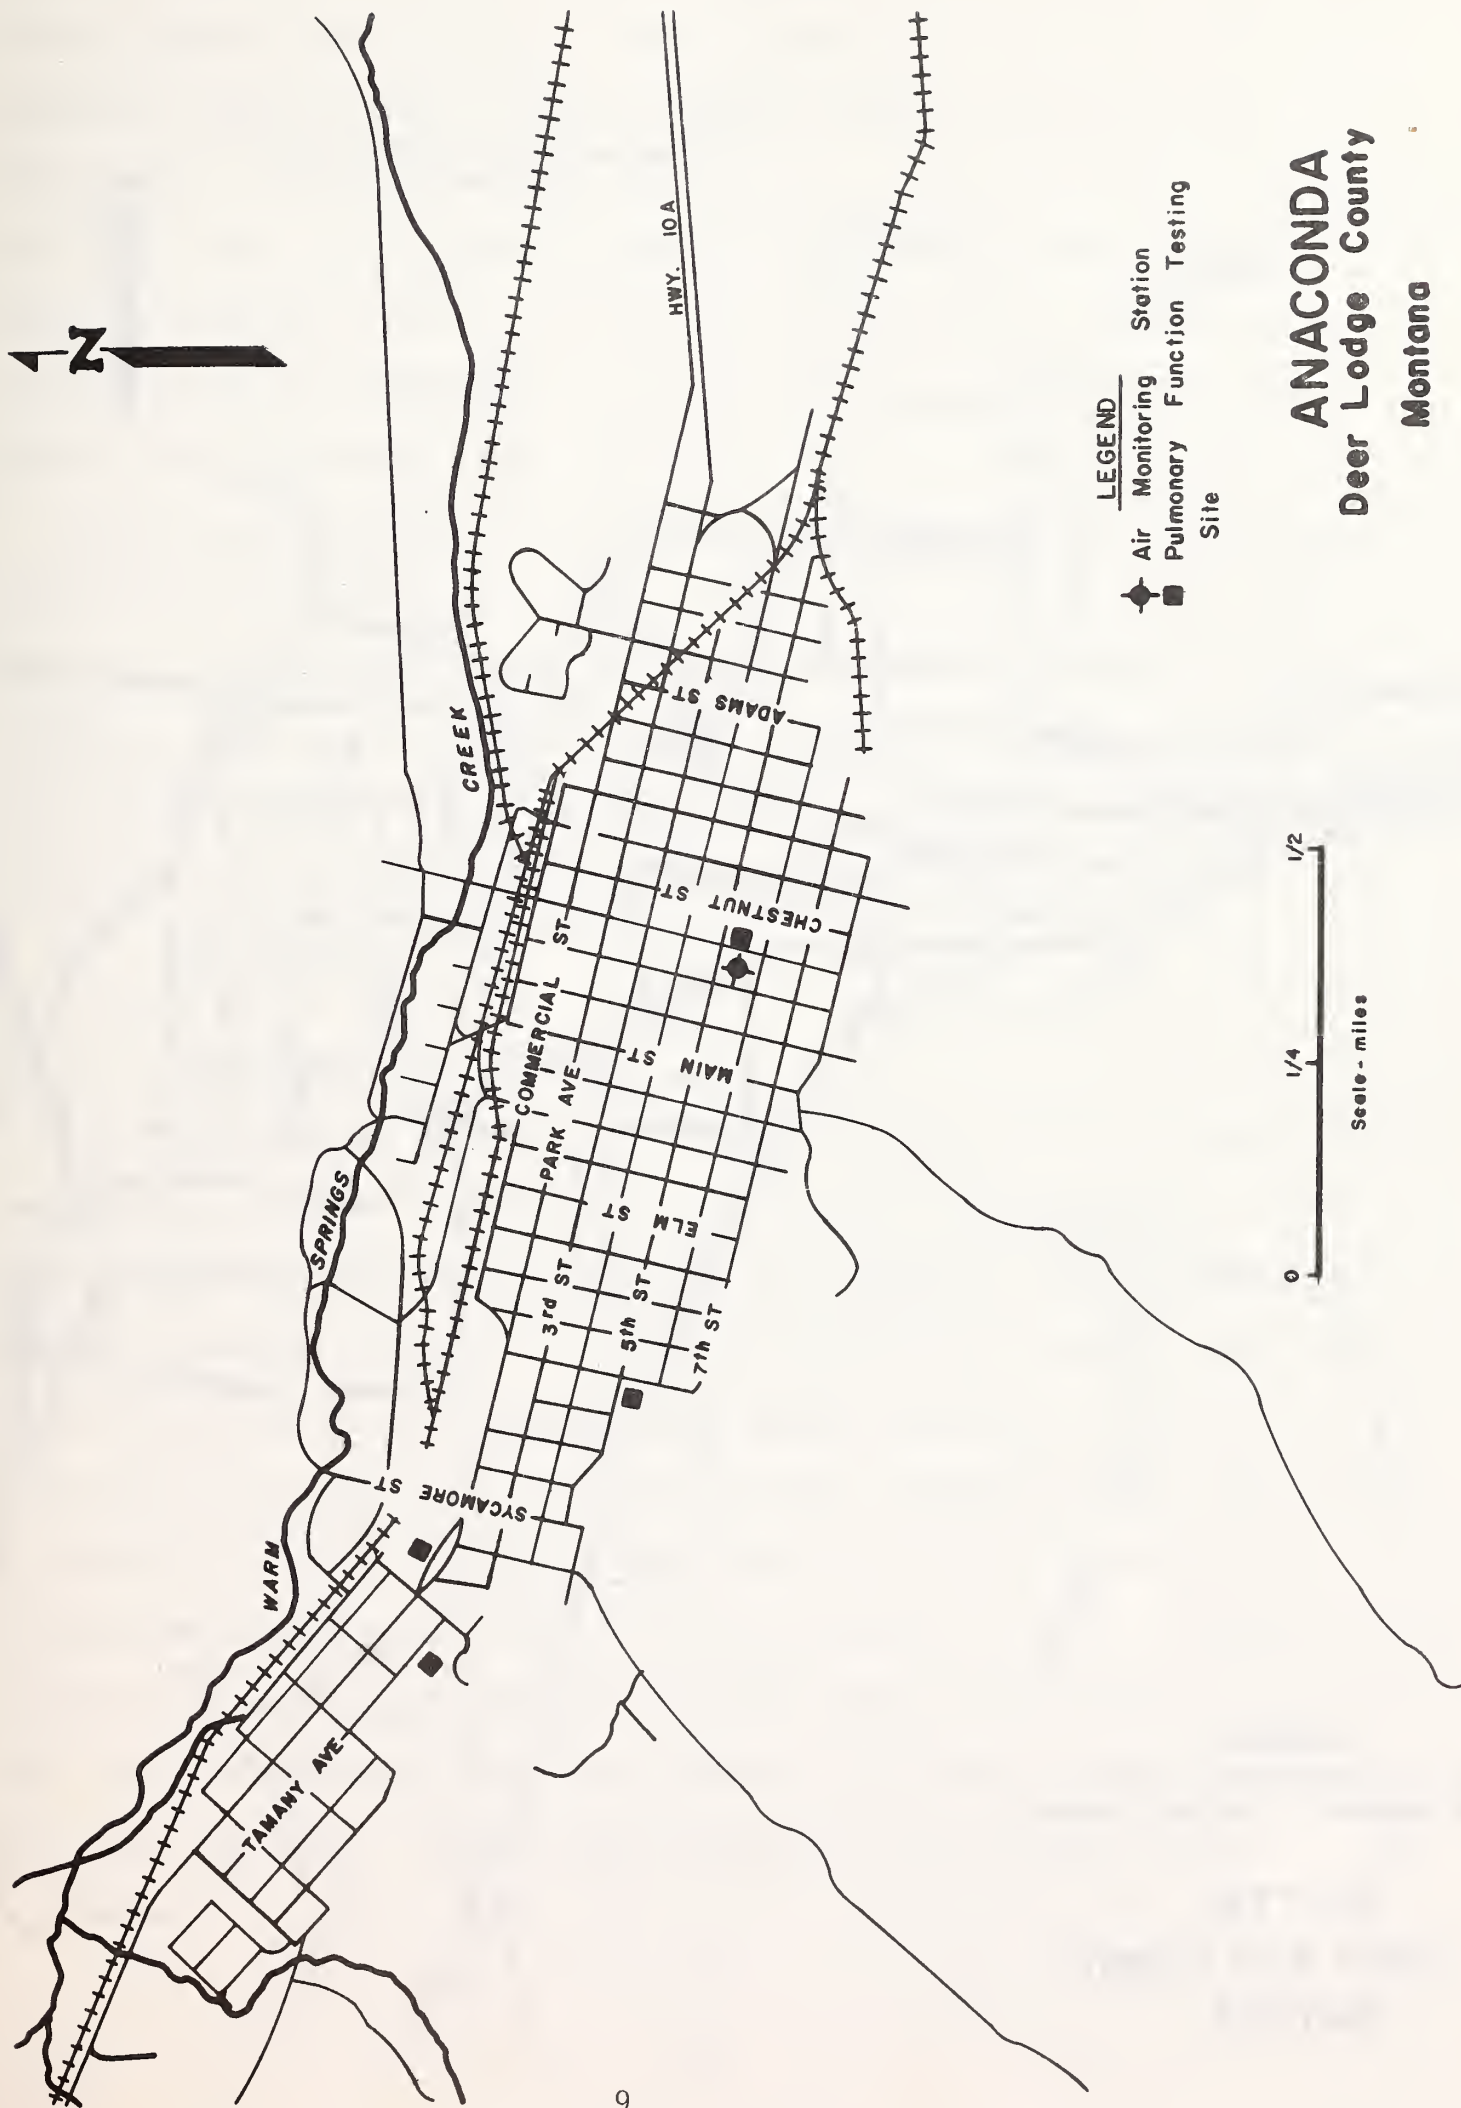 N
WARM
SPRINGS
CREEK
HWY. 10A
TAMANY AVE
SYCAMORE ST
COMMERCIAL ST
PARK AVE
3rd ST
5th ST
7th ST
ELM ST
MAIN ST
CHESTNUT ST
ADAMS ST
LEGEND
Air Monitoring Station
Pulmonary Function Testing
Site
0 1/4 1/2
Scale - miles
ANACONDA
Deer Lodge County
Montana
9